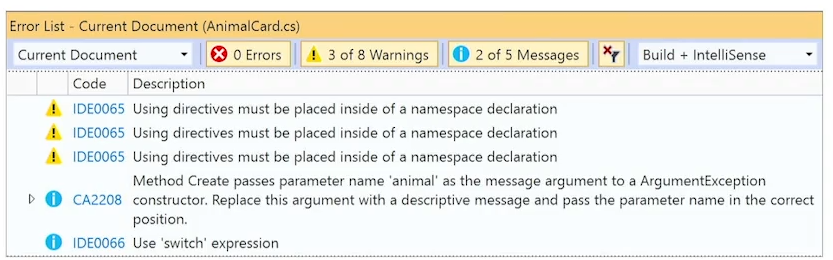 Error List - Current Document (AnimalCard.cs)
Current Document 0 Errors 3 of 8 Warnings 2 of 5 Messages Build + IntelliSense
Code Description
IDE0065 Using directives must be placed inside of a namespace declaration
IDE0065 Using directives must be placed inside of a namespace declaration
IDE0065 Using directives must be placed inside of a namespace declaration
Method Create passes parameter name 'animal' as the message argument to a ArgumentException
CA2208 constructor. Replace this argument with a descriptive message and pass the parameter name in the correct
position.
IDE0066 Use 'switch' expression